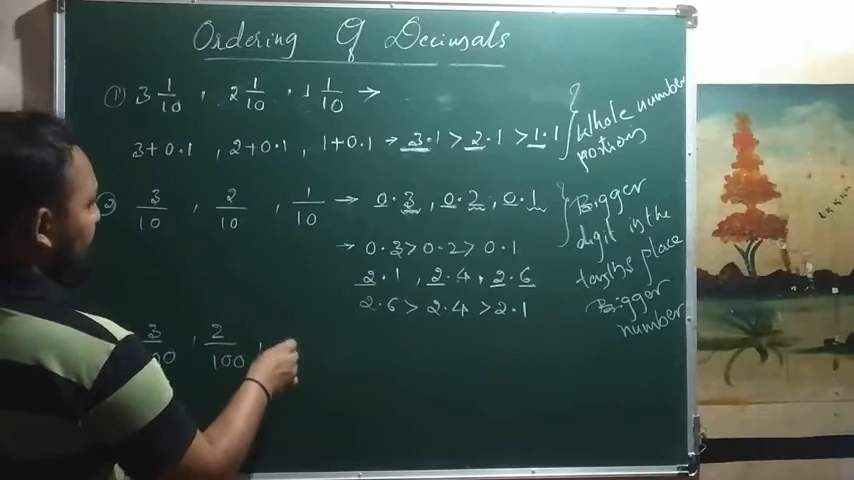 Ordering Of Decimals
① 3 1/10 , 2 1/10 , 1 1/10 →
3+0.1 , 2+0.1 , 1+0.1 → 3.1 > 2.1 > 1.1
Whole number
portions
② 3/10 , 2/10 , 1/10 → 0.3 , 0.2 , 0.1
→ 0.3 > 0.2 > 0.1
2.1 , 2.4 , 2.6
2.6 > 2.4 > 2.1
Bigger
digit in the
tenths place
Bigger
number
3/100 , 2/100 ,